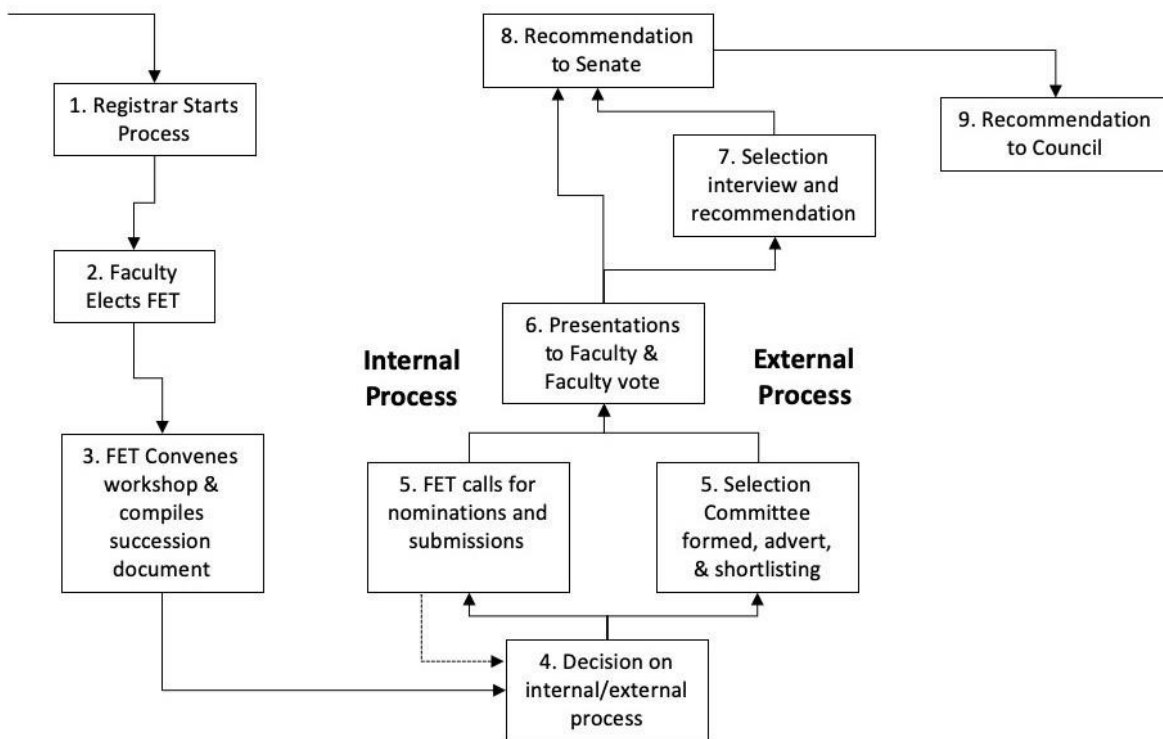 1. Registrar Starts
Process
2. Faculty
Elects FET
3. FET Convenes
workshop &
compiles
succession
document
4. Decision on
internal/external
process
Internal
Process
5. FET calls for
nominations and
submissions
External
Process
5. Selection
Committee
formed, advert,
& shortlisting
6. Presentations
to Faculty &
Faculty vote
7. Selection
interview and
recommendation
8. Recommendation
to Senate
9. Recommendation
to Council